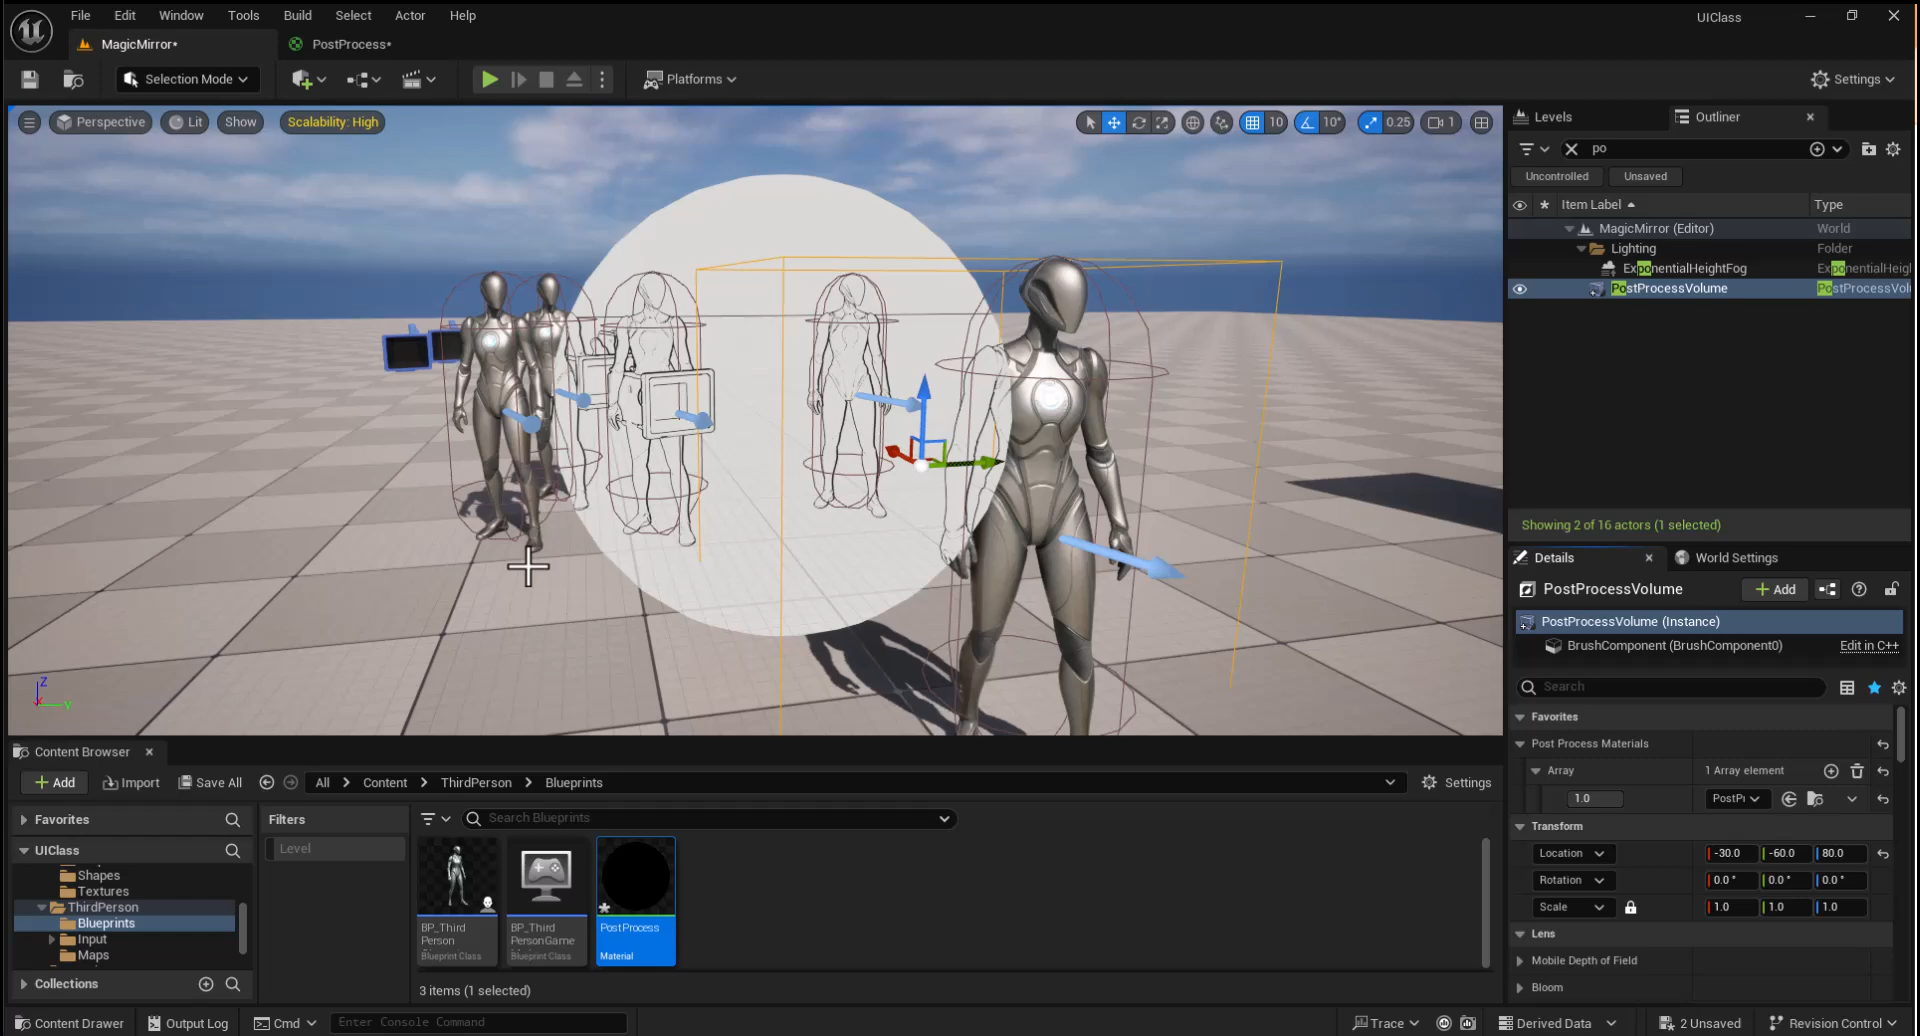 File Edit Window Tools Build Select Actor Help
UIClass
MagicMirror*
PostProcess*
Selection Mode
Platforms
Settings
Perspective
Lit
Show
Scalability: High
10
10°
0.25
1
Levels
Outliner
po
Uncontrolled
Unsaved
Item Label
Type
MagicMirror (Editor)
World
Lighting
Folder
ExponentialHeightFog
ExponentialHeigh
PostProcessVolume
PostProcessVolu
Showing 2 of 16 actors (1 selected)
Details
World Settings
PostProcessVolume
Add
PostProcessVolume (Instance)
BrushComponent (BrushComponent0)
Edit in C++
Search
Favorites
Post Process Materials
Array
1 Array element
1.0
PostPr
Transform
Location
-30.0
-60.0
80.0
Rotation
0.0°
0.0°
0.0°
Scale
1.0
1.0
1.0
Lens
Mobile Depth of Field
Bloom
Z
Y
Content Browser
Add
Import
Save All
All > Content > ThirdPerson > Blueprints
Settings
Favorites
UIClass
Shapes
Textures
ThirdPerson
Blueprints
Input
Maps
Collections
Filters
Level
Search Blueprints
BP_Third
Person
Blueprint Class
BP_Third
PersonGame
Blueprint Class
PostProcess
Material
3 items (1 selected)
Content Drawer
Output Log
Cmd
Enter Console Command
Trace
Derived Data
2 Unsaved
Revision Control